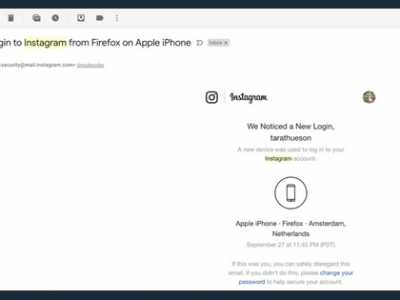 gin to Instagram from Firefox on Apple iPhone
Inbox ×
security@mail.instagram.com> Unsubscribe
Instagram
We Noticed a New Login,
tarathueson
A new device was used to log in to your
Instagram account.
Apple iPhone · Firefox · Amsterdam,
Netherlands
September 27 at 11:45 PM (PDT)
If this was you, you can safely disregard this
email. If you didn't do this, please change your
password to help secure your account.